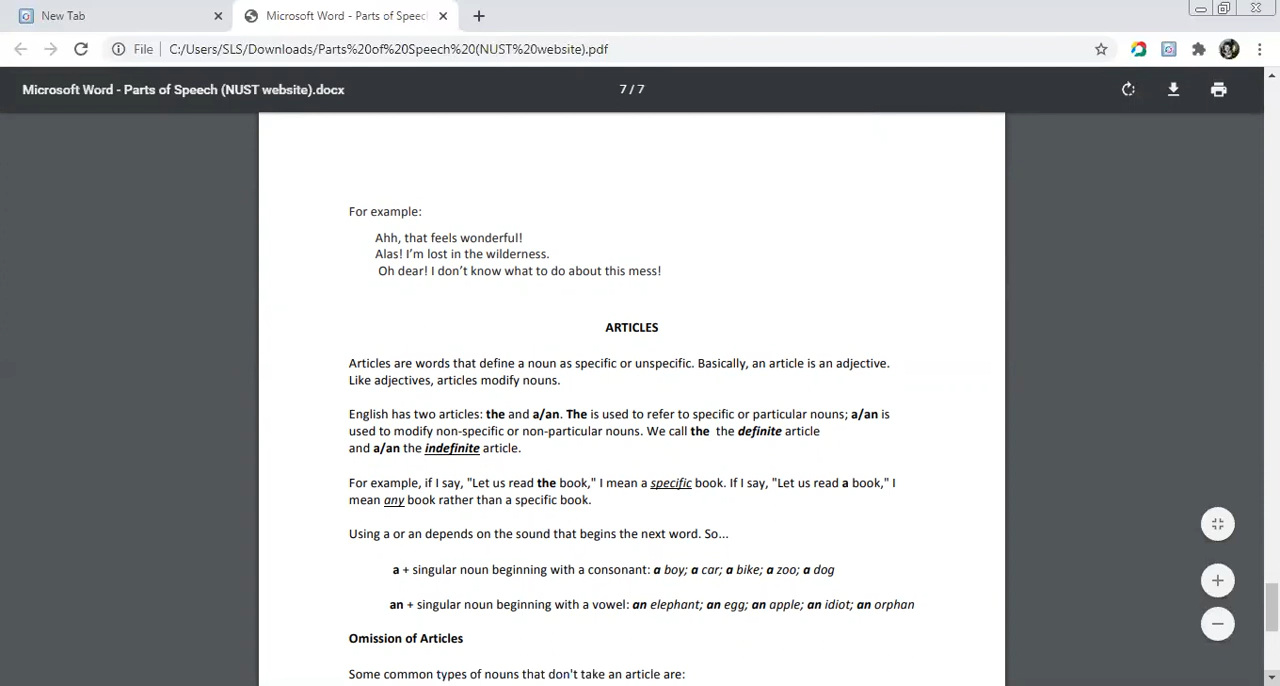 New Tab
Microsoft Word - Parts of Speech
File
C:/Users/SLS/Downloads/Parts%20of%20Speech%20(NUST%20website).pdf
Microsoft Word - Parts of Speech (NUST website).docx
7 / 7
For example:
Ahh, that feels wonderful!
Alas! I’m lost in the wilderness.
Oh dear! I don’t know what to do about this mess!
ARTICLES
Articles are words that define a noun as specific or unspecific. Basically, an article is an adjective.
Like adjectives, articles modify nouns.
English has two articles: the and a/an. The is used to refer to specific or particular nouns; a/an is
used to modify non-specific or non-particular nouns. We call the the definite article
and a/an the indefinite article.
For example, if I say, "Let us read the book," I mean a specific book. If I say, "Let us read a book," I
mean any book rather than a specific book.
Using a or an depends on the sound that begins the next word. So...
a + singular noun beginning with a consonant: a boy; a car; a bike; a zoo; a dog
an + singular noun beginning with a vowel: an elephant; an egg; an apple; an idiot; an orphan
Omission of Articles
Some common types of nouns that don't take an article are: